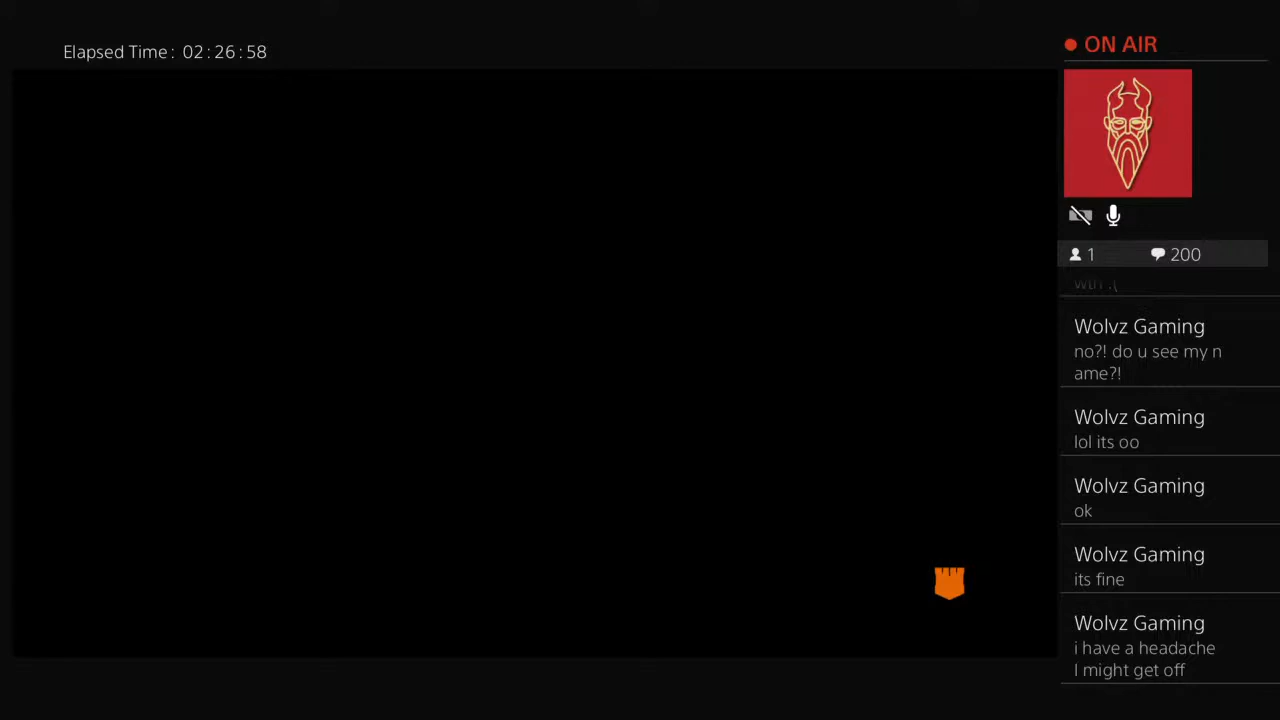 Elapsed Time: 02:26:58
ON AIR
1
200
wth :(
Wolvz Gaming
no?! do u see my n
ame?!
Wolvz Gaming
lol its oo
Wolvz Gaming
ok
Wolvz Gaming
its fine
Wolvz Gaming
i have a headache
I might get off